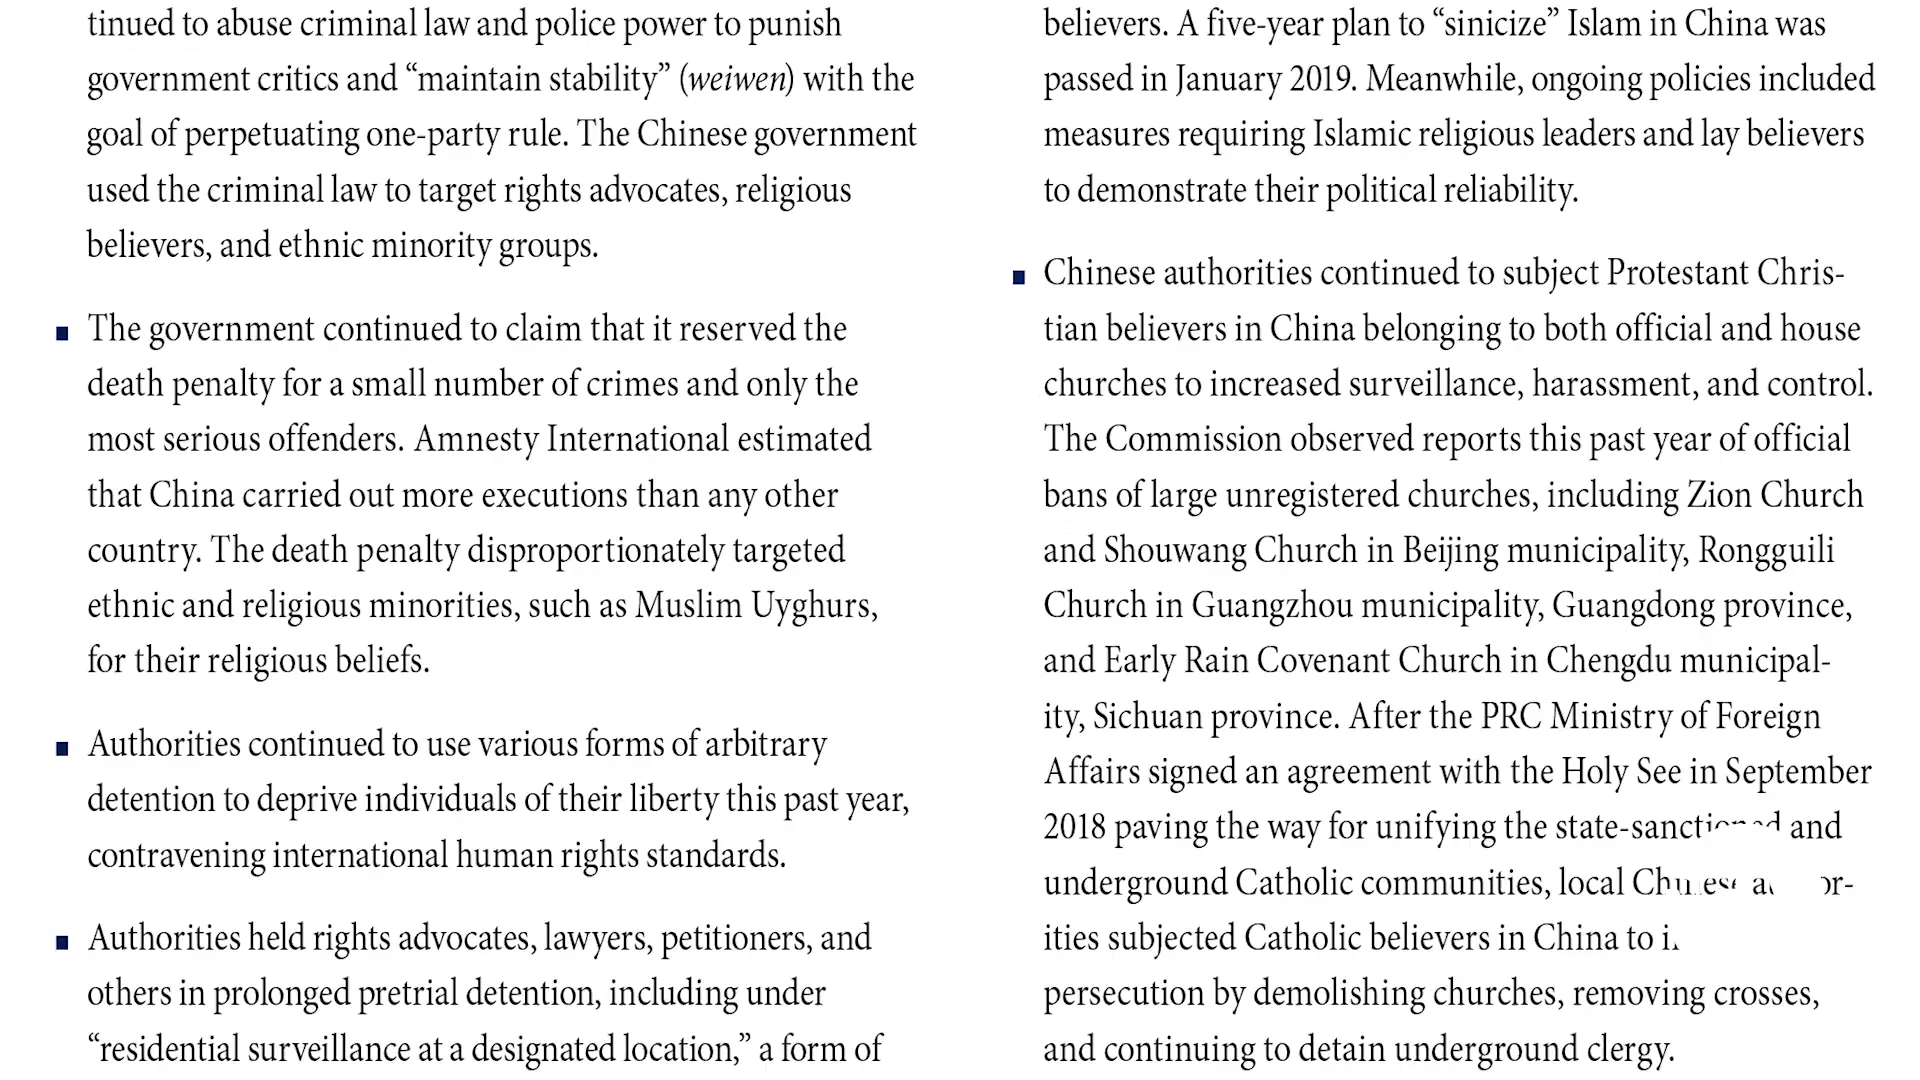 tinued to abuse criminal law and police power to punish
government critics and “maintain stability” (weiwen) with the
goal of perpetuating one-party rule. The Chinese government
used the criminal law to target rights advocates, religious
believers, and ethnic minority groups.
▪ The government continued to claim that it reserved the
death penalty for a small number of crimes and only the
most serious offenders. Amnesty International estimated
that China carried out more executions than any other
country. The death penalty disproportionately targeted
ethnic and religious minorities, such as Muslim Uyghurs,
for their religious beliefs.
▪ Authorities continued to use various forms of arbitrary
detention to deprive individuals of their liberty this past year,
contravening international human rights standards.
▪ Authorities held rights advocates, lawyers, petitioners, and
others in prolonged pretrial detention, including under
“residential surveillance at a designated location,” a form of
believers. A five-year plan to “sinicize” Islam in China was
passed in January 2019. Meanwhile, ongoing policies included
measures requiring Islamic religious leaders and lay believers
to demonstrate their political reliability.
▪ Chinese authorities continued to subject Protestant Chris-
tian believers in China belonging to both official and house
churches to increased surveillance, harassment, and control.
The Commission observed reports this past year of official
bans of large unregistered churches, including Zion Church
and Shouwang Church in Beijing municipality, Rongguili
Church in Guangzhou municipality, Guangdong province,
and Early Rain Covenant Church in Chengdu municipal-
ity, Sichuan province. After the PRC Ministry of Foreign
Affairs signed an agreement with the Holy See in September
2018 paving the way for unifying the state-sanctioned and
underground Catholic communities, local Chinese
ities subjected Catholic believers in China to
persecution by demolishing churches, removing crosses,
and continuing to detain underground clergy.